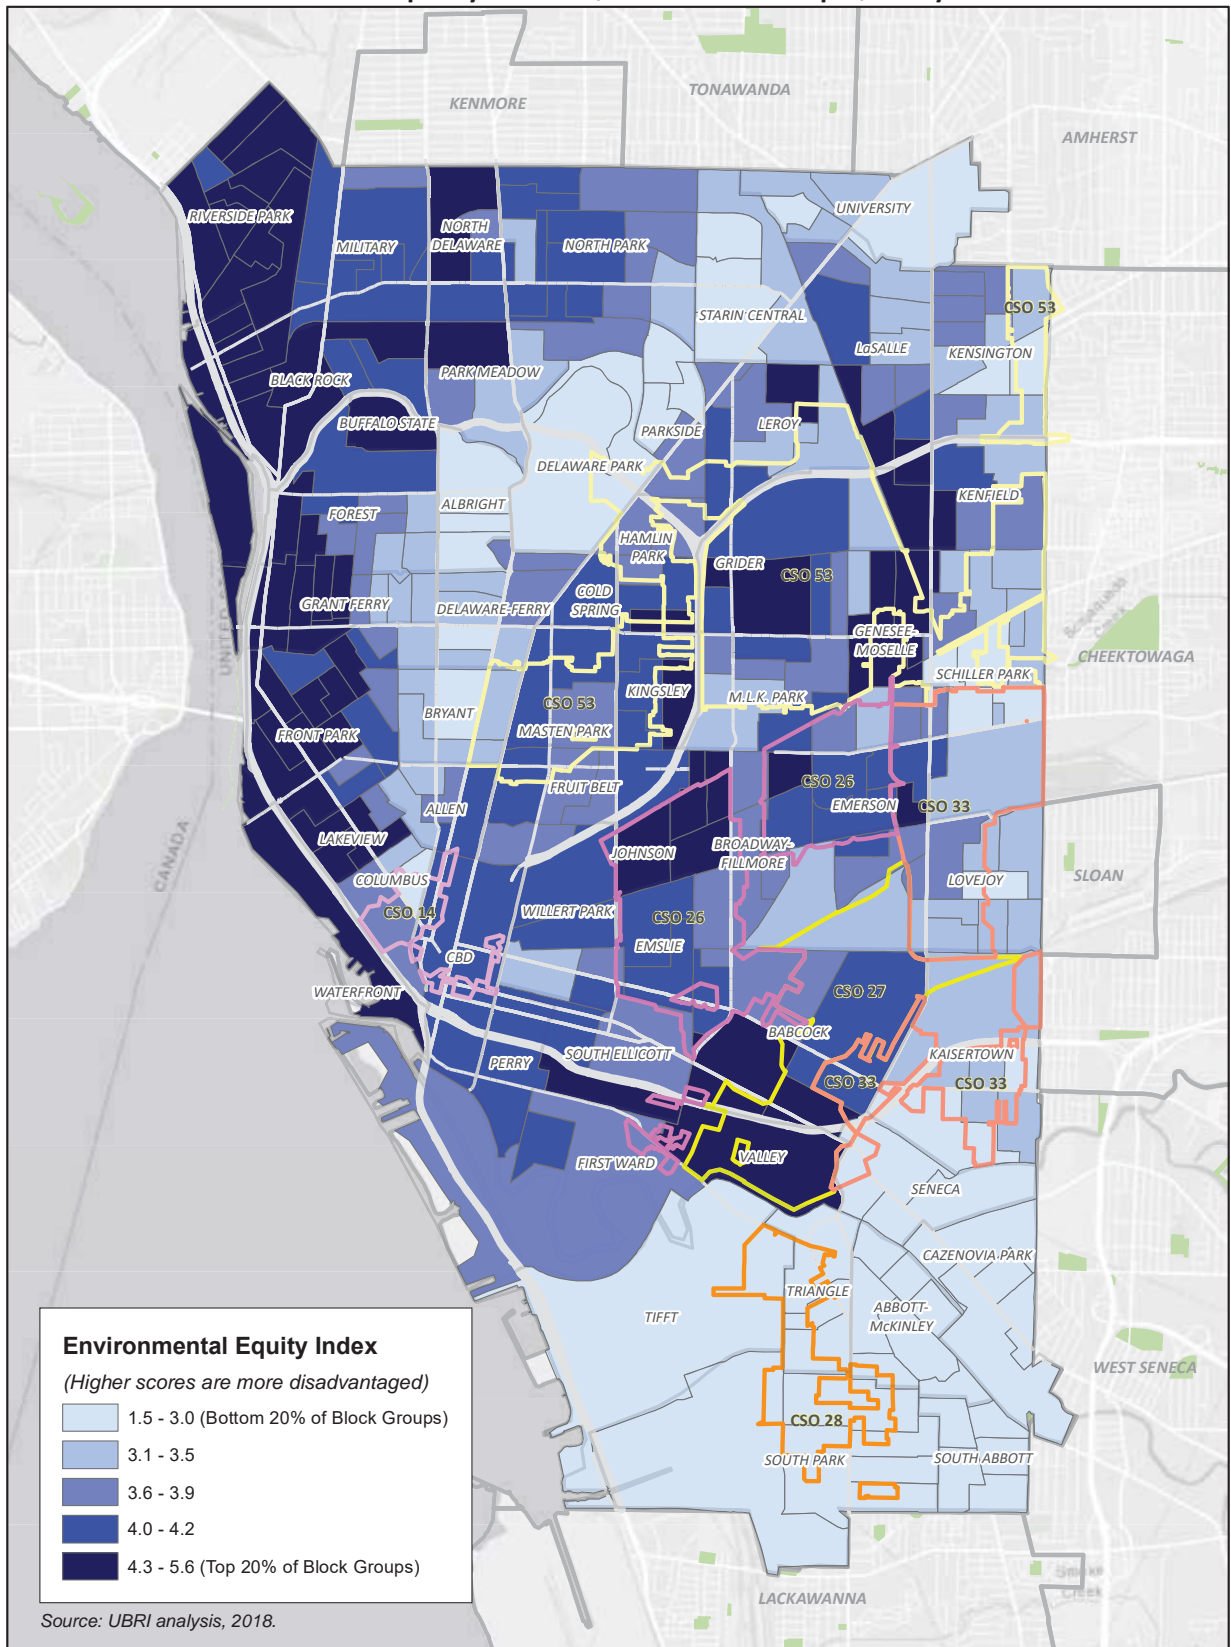 KENMORE
TONAWANDA
AMHERST
RIVERSIDE PARK
MILITARY
NORTH
DELAWARE
NORTH PARK
UNIVERSITY
STARIN CENTRAL
CSO 53
LaSALLE
KENSINGTON
BLACK ROCK
PARK MEADOW
BUFFALO STATE
PARKSIDE
LEROY
DELAWARE PARK
ALBRIGHT
FOREST
KENFIELD
HAMLIN
PARK
GRIDER
CSO 53
COLD
SPRING
GRANT FERRY
DELAWARE-FERRY
GENESEE-
MOSELLE
CHEEKTOWAGA
SCHILLER PARK
KINGSLEY
M.L.K. PARK
CSO 53
BRYANT
MASTEN PARK
FRONT PARK
FRUIT BELT
CSO 26
EMERSON
CSO 33
ALLEN
LAKEVIEW
JOHNSON
BROADWAY-
FILLMORE
COLUMBUS
LOVEJOY
SLOAN
CANADA
CSO 14
WILLERT PARK
CSO 26
EMSLIE
CBD
WATERFRONT
CSO 27
BABCOCK
SOUTH ELLICOTT
PERRY
KAISERTOWN
CSO 33
CSO 33
FIRST WARD
VALLEY
SENECA
CAZENOVIA PARK
TRIANGLE
TIFFT
ABBOTT-
McKINLEY
WEST SENECA
CSO 28
SOUTH PARK
SOUTH ABBOTT
LACKAWANNA
Environmental Equity Index
(Higher scores are more disadvantaged)
1.5 - 3.0 (Bottom 20% of Block Groups)
3.1 - 3.5
3.6 - 3.9
4.0 - 4.2
4.3 - 5.6 (Top 20% of Block Groups)
Source: UBRI analysis, 2018.